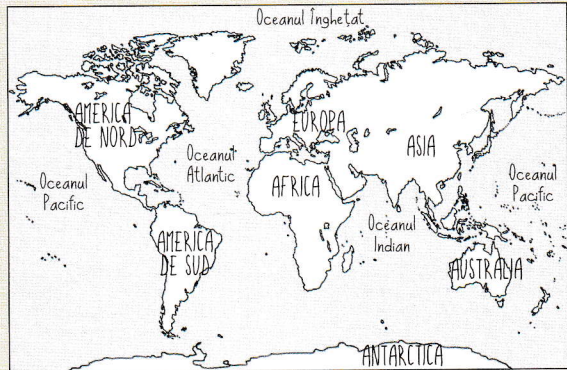 Oceanul Înghețat
AMERICA
DE NORD
EUROPA
ASIA
Oceanul
Atlantic
Oceanul
Pacific
AFRICA
Oceanul
Pacific
Oceanul
Indian
AMERICA
DE SUD
AUSTRALIA
ANTARCTICA